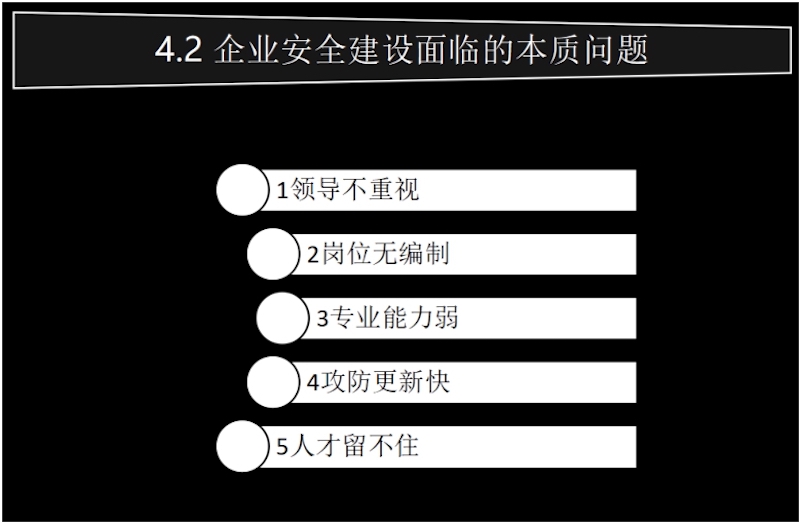 4.2 企业安全建设面临的本质问题
1领导不重视
2岗位无编制
3专业能力弱
4攻防更新快
5人才留不住